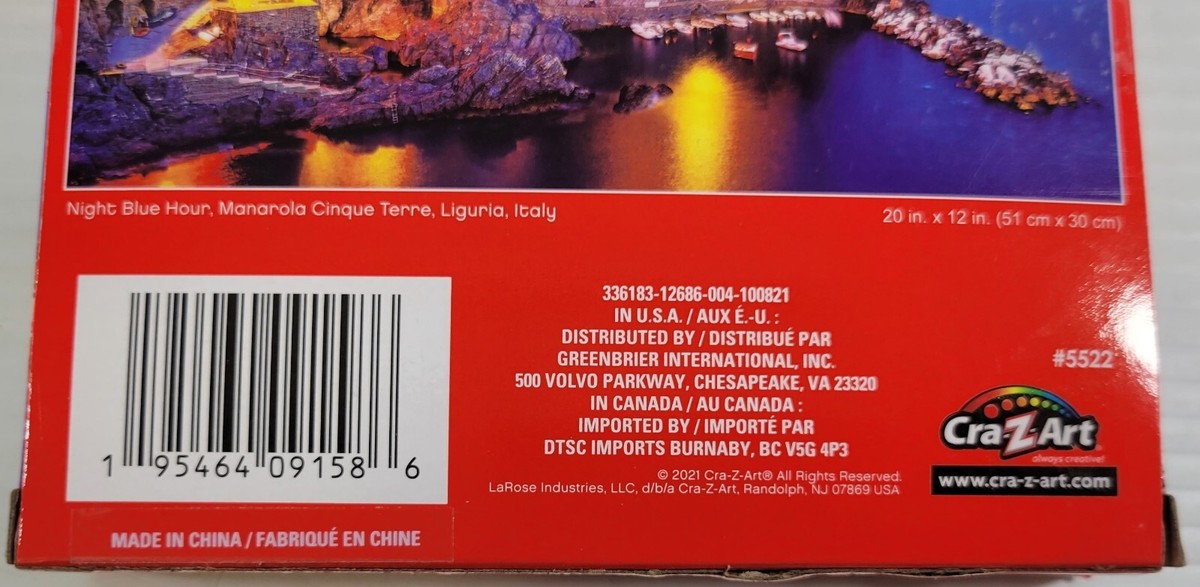 Night Blue Hour, Manarola Cinque Terre, Liguria, Italy
20 in. x 12 in. (51 cm x 30 cm)
336183-12686-004-100821
IN U.S.A. / AUX É.-U. :
DISTRIBUTED BY / DISTRIBUÉ PAR
GREENBRIER INTERNATIONAL, INC.
500 VOLVO PARKWAY, CHESAPEAKE, VA 23320
IN CANADA / AU CANADA :
IMPORTED BY / IMPORTÉ PAR
DTSC IMPORTS BURNABY, BC V5G 4P3
© 2021 Cra-Z-Art® All Rights Reserved.
LaRose Industries, LLC, d/b/a Cra-Z-Art, Randolph, NJ 07869 USA
#5522
Cra-Z-Art
always creative!
www.cra-z-art.com
1 95464 09158 6
MADE IN CHINA / FABRIQUÉ EN CHINE